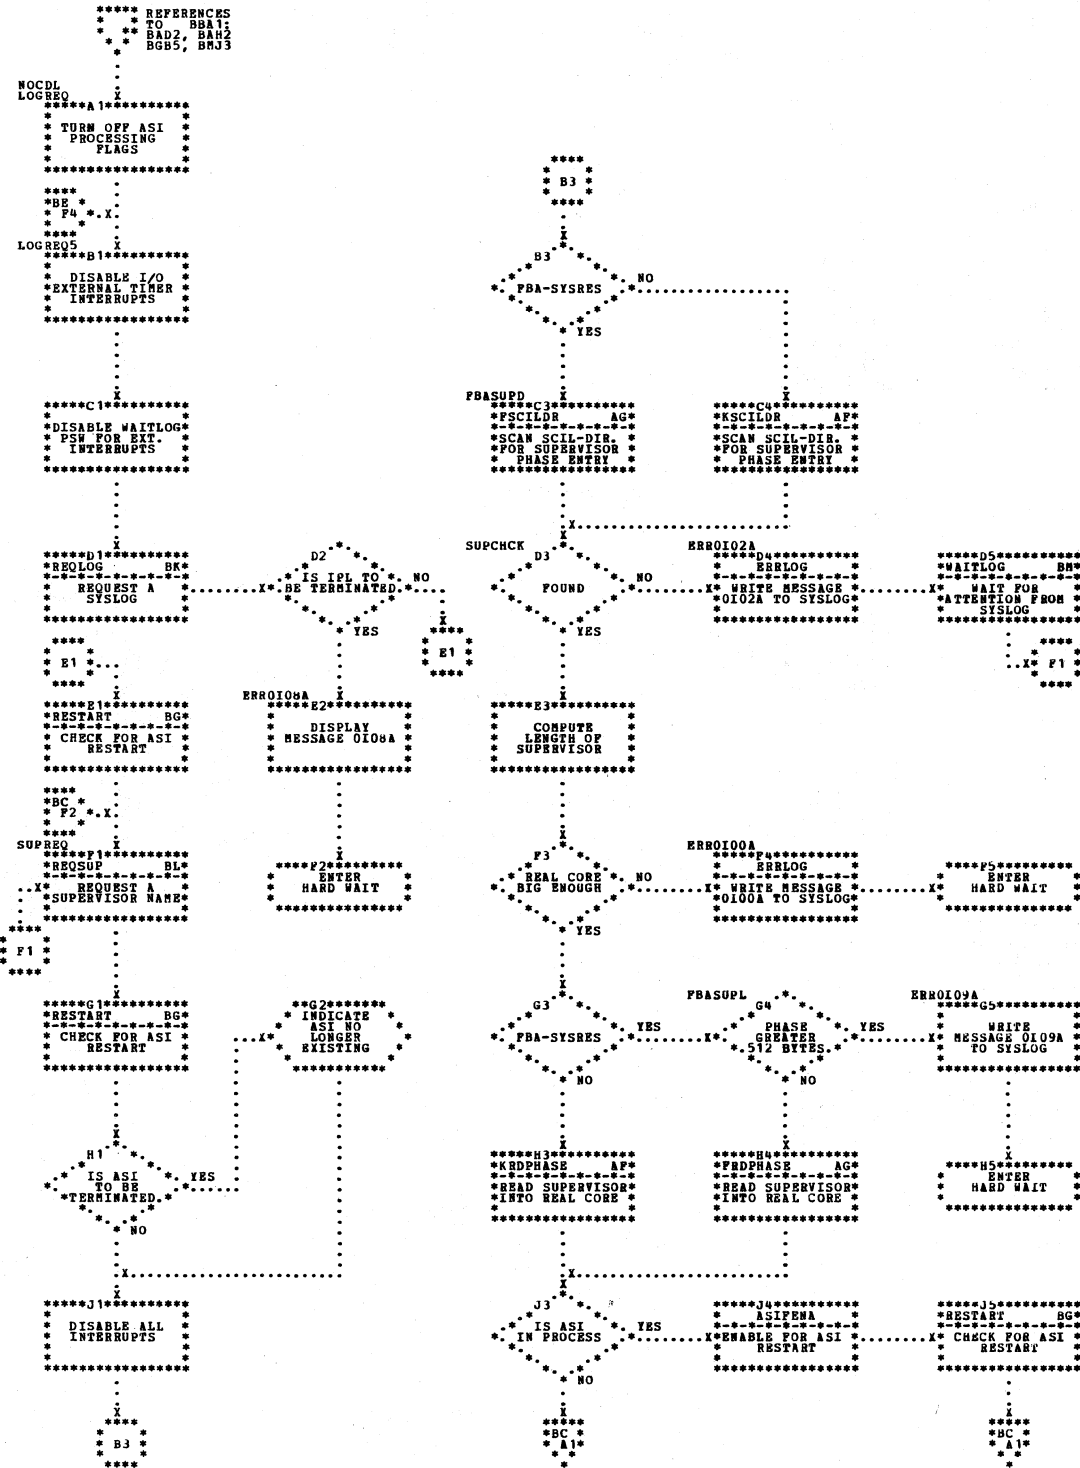 REFERENCES
TO BBA1:
BAD2, BAH2
BGB5, BMJ3
NOCDL
LOGREQ
A1
TURN OFF ASI
PROCESSING
FLAGS
BE
F4
LOGREQ5
B1
DISABLE I/O
EXTERNAL TIMER
INTERRUPTS
C1
DISABLE WAITLOG
PSW FOR EXT.
INTERRUPTS
D1
REQLOG BK
REQUEST A
SYSLOG
D2
IS IPL TO
BE TERMINATED
NO
YES
E1
E1
E1
RESTART BG
CHECK FOR ASI
RESTART
ERR0I08A
E2
DISPLAY
MESSAGE 0I08A
F2
ENTER
HARD WAIT
BC
F2
SUPREQ
F1
REQSUP BL
REQUEST A
SUPERVISOR NAME
F1
G1
RESTART BG
CHECK FOR ASI
RESTART
G2
INDICATE
ASI NO
LONGER
EXISTING
H1
IS ASI
TO BE
TERMINATED.
YES
NO
J1
DISABLE ALL
INTERRUPTS
B3
B3
B3
FBA-SYSRES
NO
YES
FBASUPD
C3
FSCILDR AG
SCAN SCIL-DIR.
FOR SUPERVISOR
PHASE ENTRY
C4
KSCILDR AF
SCAN SCIL-DIR.
FOR SUPERVISOR
PHASE ENTRY
SUPCHCK
D3
FOUND
NO
YES
ERR0I02A
D4
ERRLOG
WRITE MESSAGE
0I02A TO SYSLOG
D5
WAITLOG BM
WAIT FOR
ATTENTION FROM
SYSLOG
F1
E3
COMPUTE
LENGTH OF
SUPERVISOR
F3
REAL CORE
BIG ENOUGH
NO
YES
ERR0I00A
F4
ERRLOG
WRITE MESSAGE
0I00A TO SYSLOG
F5
ENTER
HARD WAIT
G3
FBA-SYSRES
YES
NO
FBASUPL
G4
PHASE
GREATER
512 BYTES.
YES
NO
ERR0I09A
G5
WRITE
MESSAGE 0I09A
TO SYSLOG
H3
KRDPHASE AF
READ SUPERVISOR
INTO REAL CORE
H4
FRDPHASE AG
READ SUPERVISOR
INTO REAL CORE
H5
ENTER
HARD WAIT
J3
IS ASI
IN PROCESS
YES
NO
J4
ASIFENA
ENABLE FOR ASI
RESTART
J5
RESTART BG
CHECK FOR ASI
RESTART
BC
A1
BC
A1